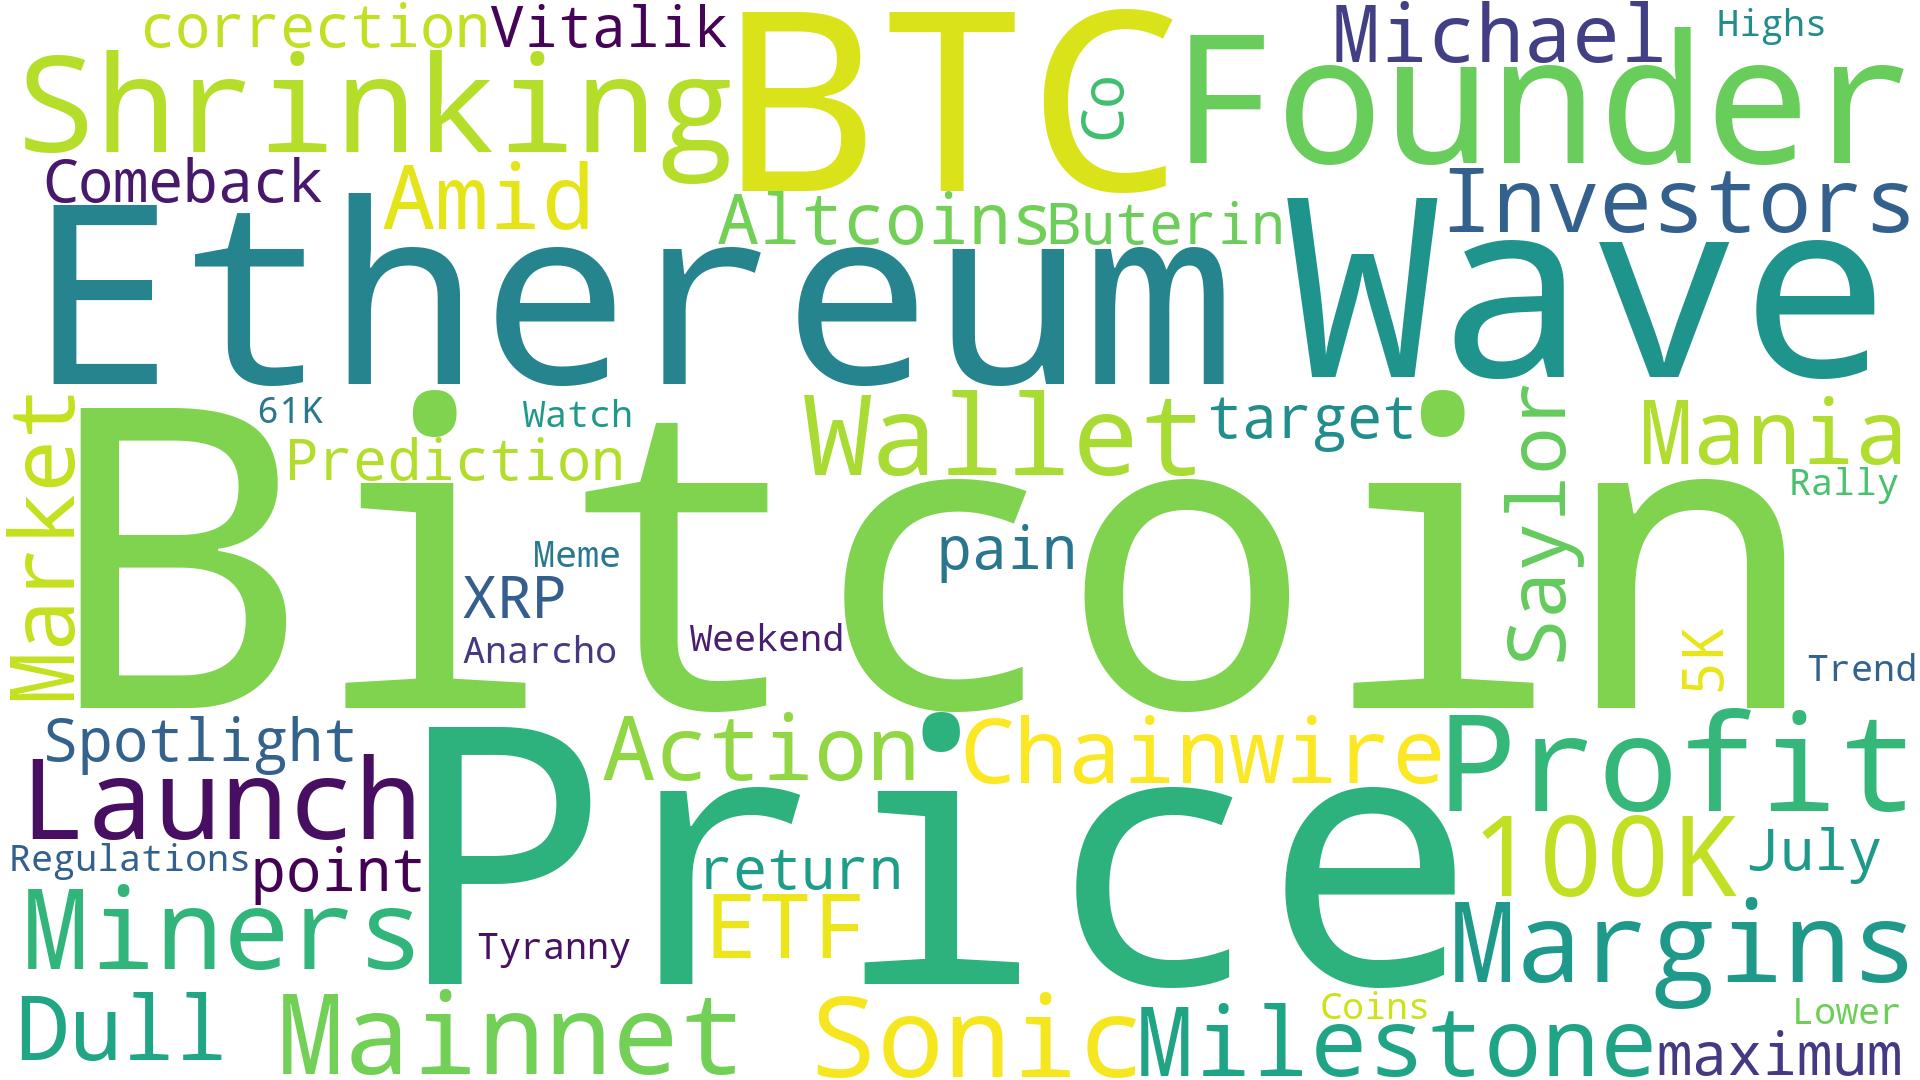 correction
Vitalik
BTC
Michael
Highs
Shrinking
Co
Founder
Comeback
Amid
Altcoins
Buterin
Investors
Ethereum
Wave
Market
61K
Watch
Wallet
target
Saylor
Mania
Prediction
Rally
Bitcoin
Meme
pain
XRP
Anarcho
Weekend
5K
Trend
Spotlight
Action
Chainwire
Profit
Launch
Price
100K
July
Regulations
point
return
Miners
ETF
Margins
Tyranny
Dull
Mainnet
Sonic
Milestone
Coins
Lower
maximum